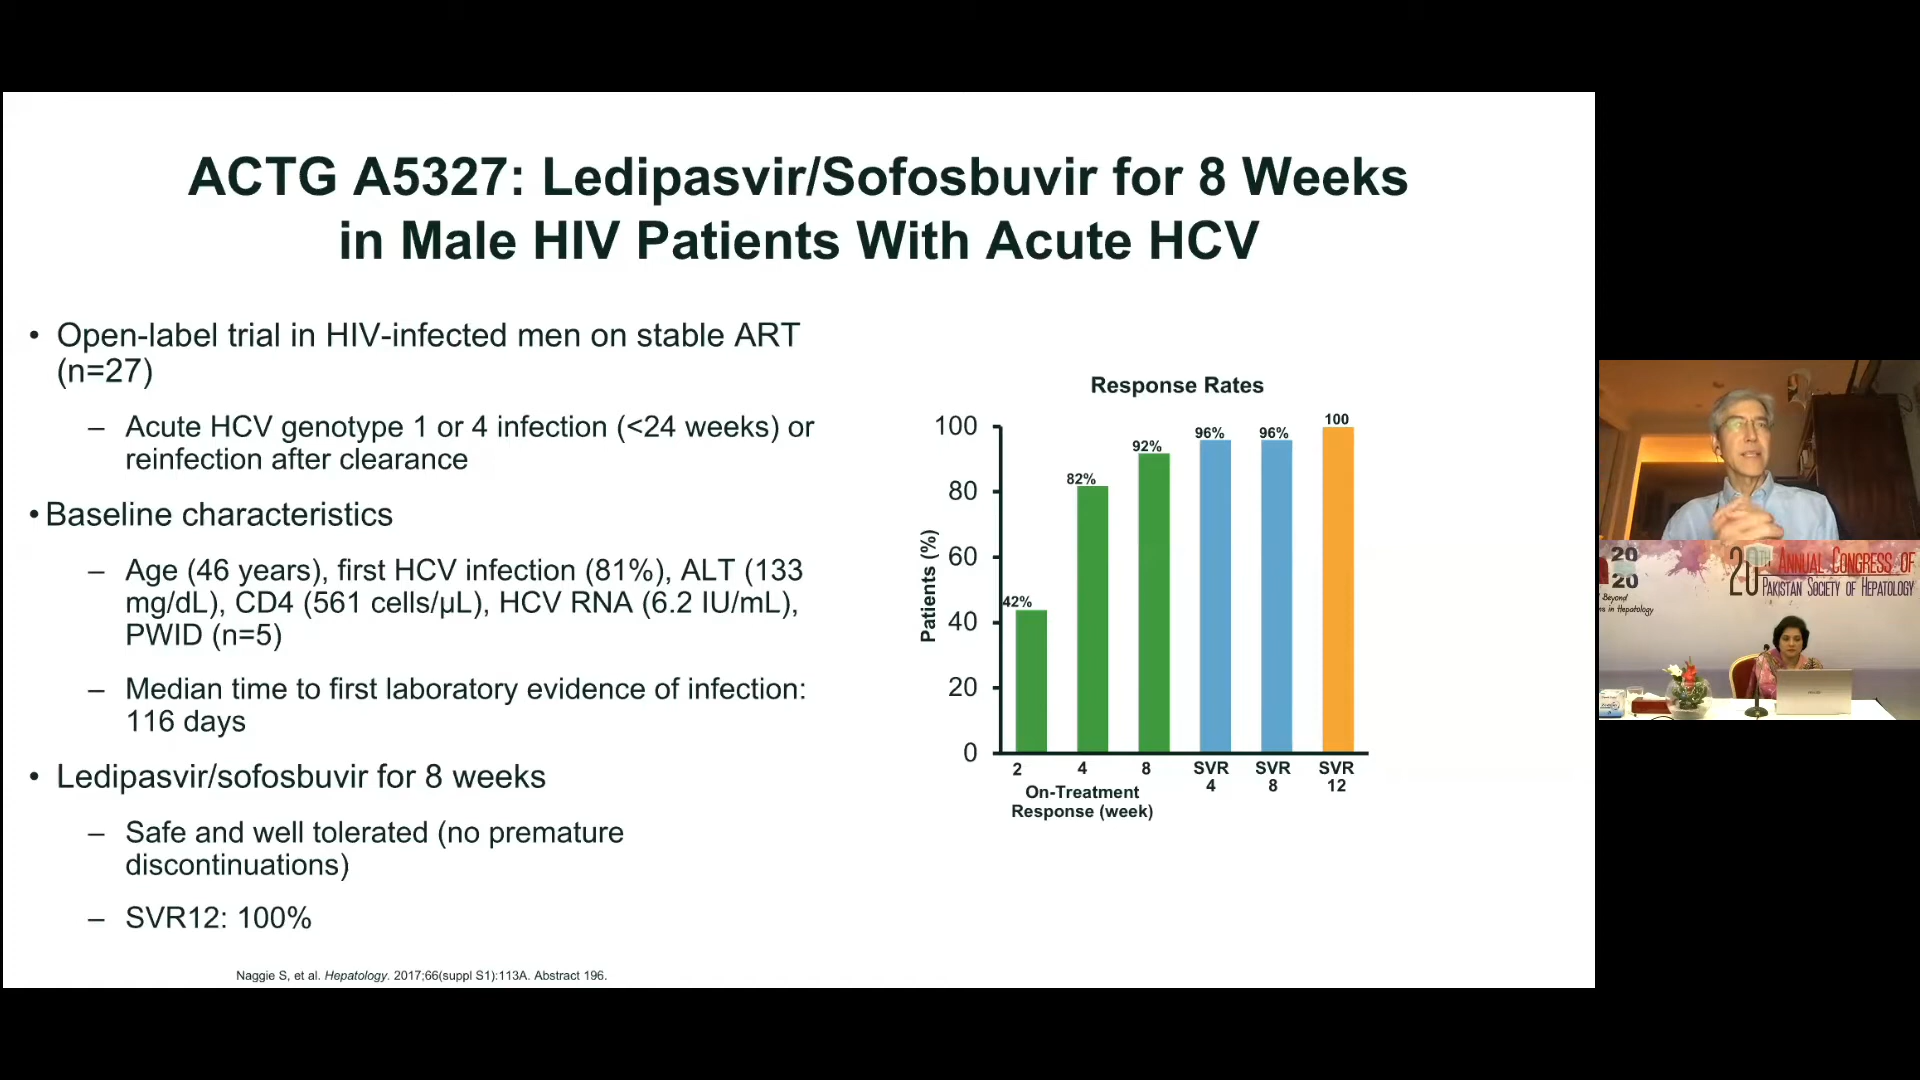 ACTG A5327: Ledipasvir/Sofosbuvir for 8 Weeks
in Male HIV Patients With Acute HCV
• Open-label trial in HIV-infected men on stable ART
(n=27)
– Acute HCV genotype 1 or 4 infection (<24 weeks) or
reinfection after clearance
• Baseline characteristics
– Age (46 years), first HCV infection (81%), ALT (133
mg/dL), CD4 (561 cells/µL), HCV RNA (6.2 IU/mL),
PWID (n=5)
– Median time to first laboratory evidence of infection:
116 days
• Ledipasvir/sofosbuvir for 8 weeks
– Safe and well tolerated (no premature
discontinuations)
– SVR12: 100%
Naggie S, et al. Hepatology. 2017;66(suppl S1):113A. Abstract 196.
Response Rates
Patients (%)
100
80
60
40
20
0
42%
82%
92%
96%
96%
100
2 4 8 SVR SVR SVR
4 8 12
On-Treatment
Response (week)
20
20
Beyond
in Hepatology
20TH ANNUAL CONGRESS OF
PAKISTAN SOCIETY OF HEPATOLOGY